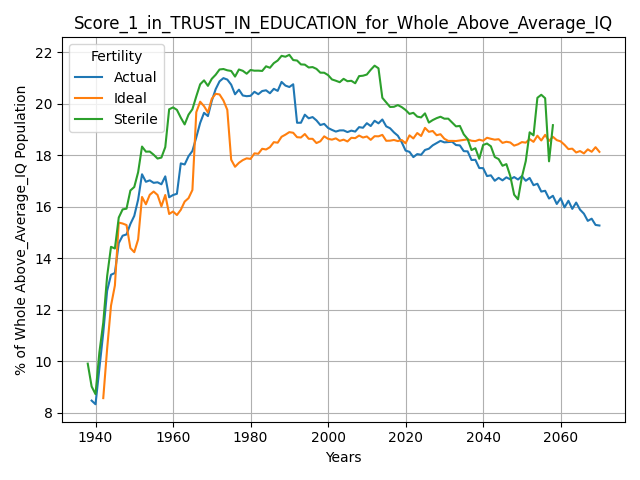 Score_1_in_TRUST_IN_EDUCATION_for_Whole_Above_Average_IQ
Fertility
Actual
Ideal
Sterile
% of Whole Above_Average_IQ Population
22
20
18
16
14
12
10
8
1940 1960 1980 2000 2020 2040 2060
Years